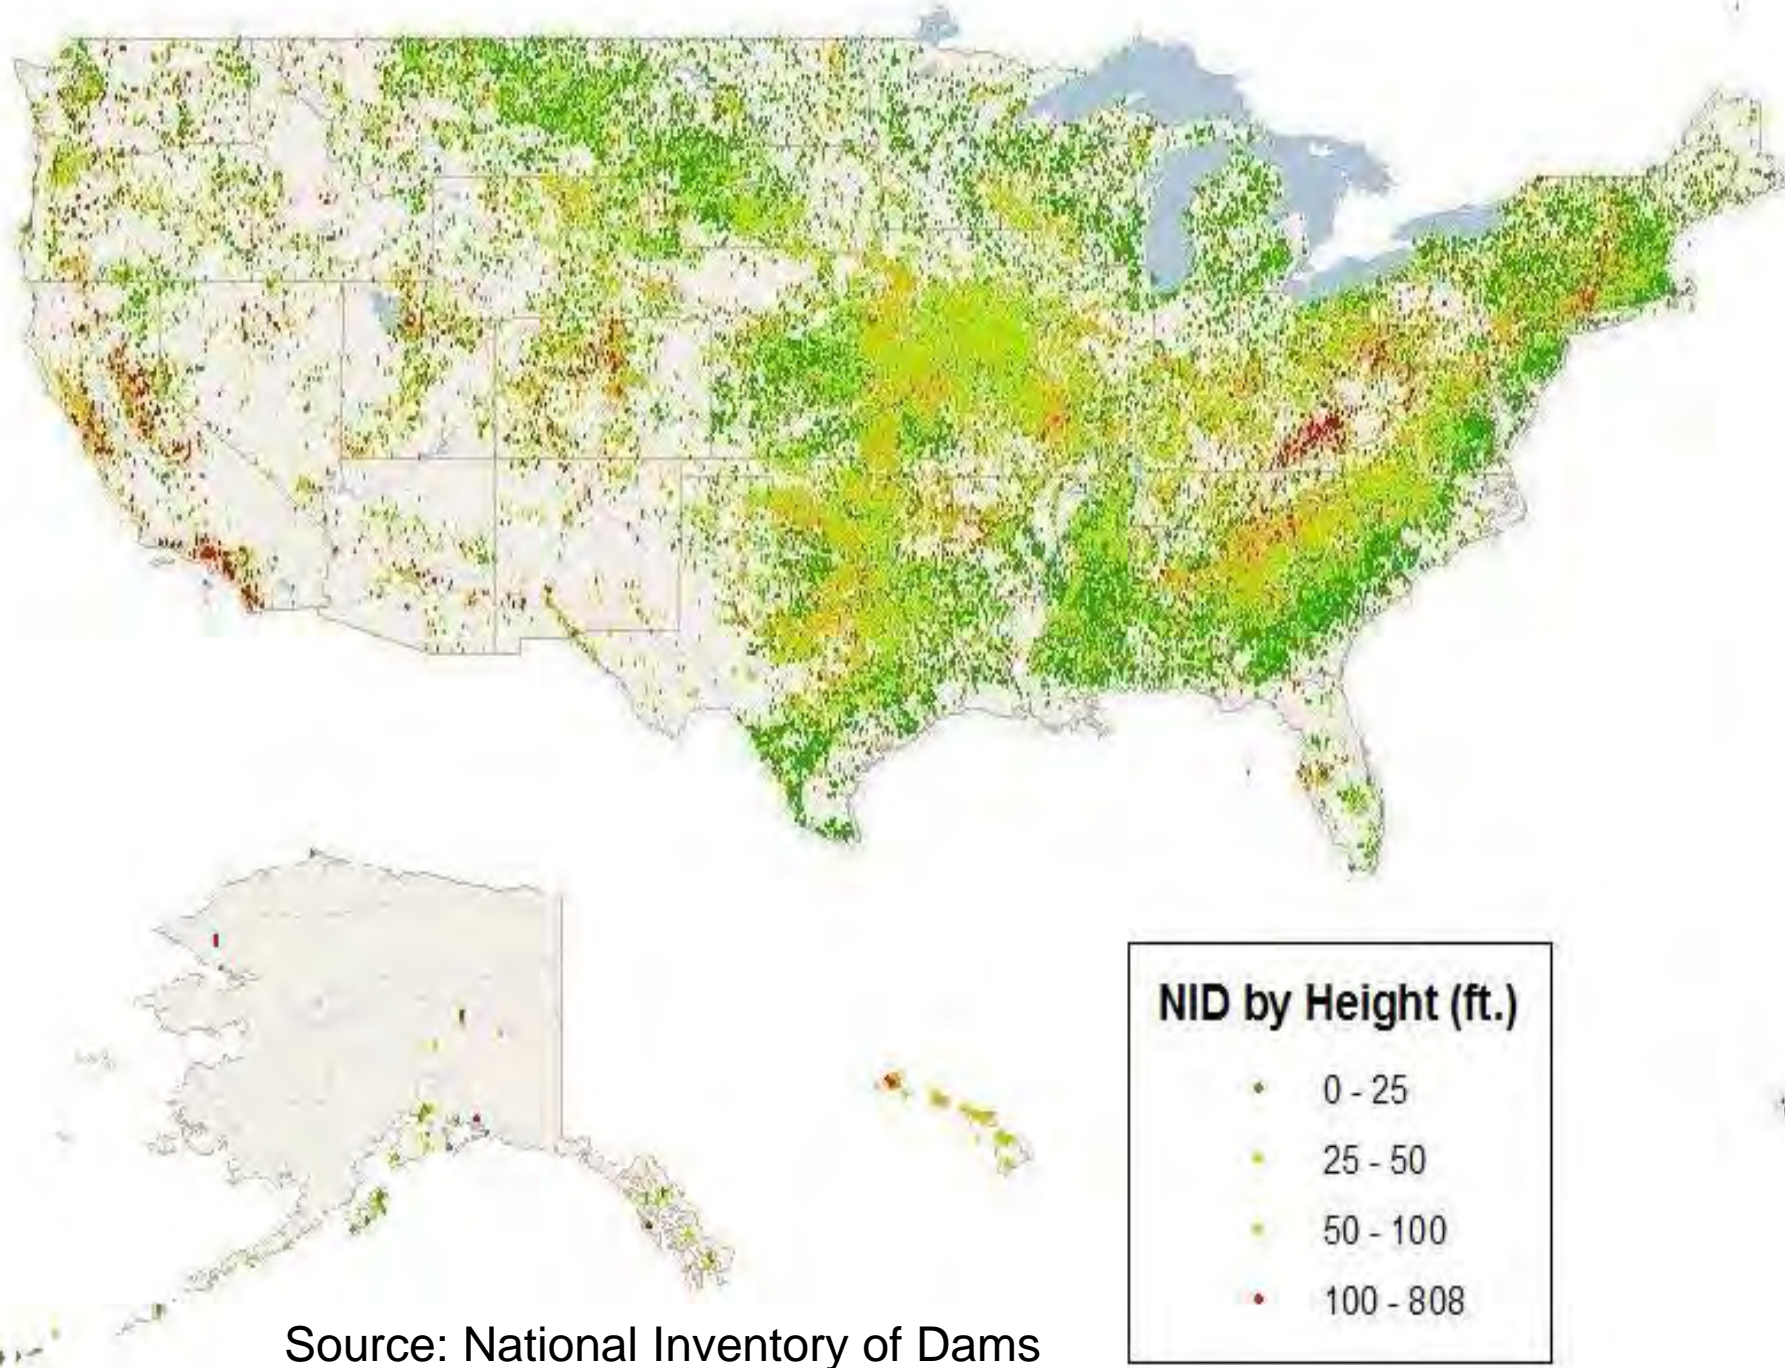 NID by Height (ft.)
0 - 25
25 - 50
50 - 100
100 - 808
Source: National Inventory of Dams